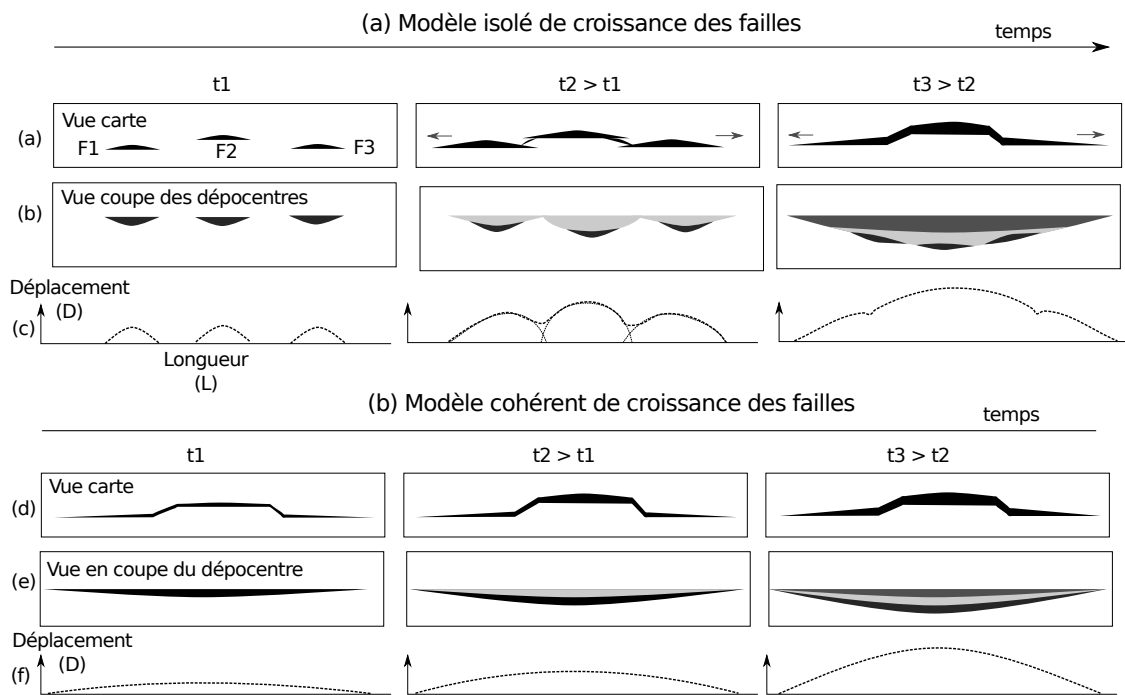 (a) Modèle isolé de croissance des failles
temps
t1
t2 > t1
t3 > t2
(a)
Vue carte
F1
F2
F3
(b)
Vue coupe des dépocentres
Déplacement
(D)
(c)
Longueur
(L)
(b) Modèle cohérent de croissance des failles
temps
t1
t2 > t1
t3 > t2
(d)
Vue carte
(e)
Vue en coupe du dépocentre
Déplacement
(D)
(f)